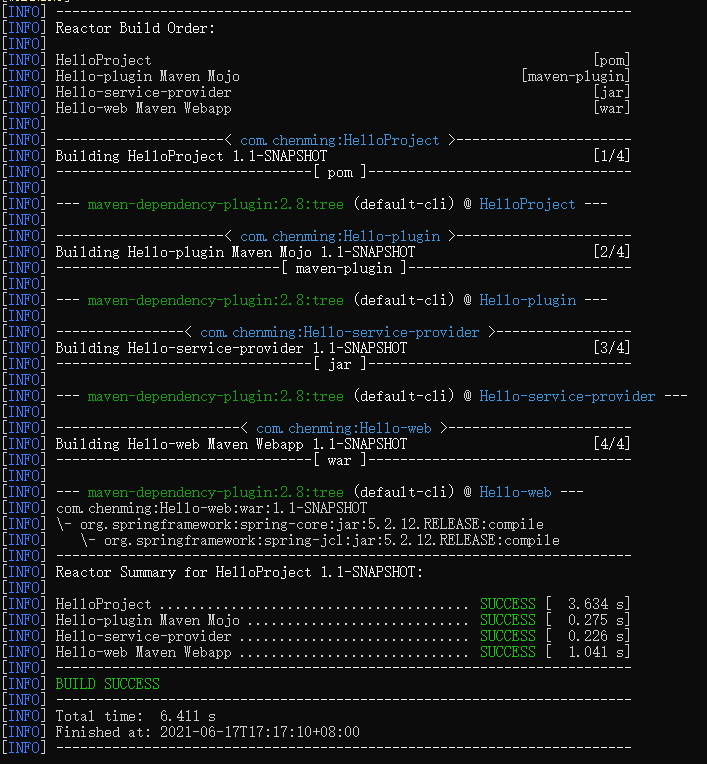 [INFO] ------------------------------------------------------------------------
[INFO] Reactor Build Order:
[INFO]
[INFO] HelloProject [pom]
[INFO] Hello-plugin Maven Mojo [maven-plugin]
[INFO] Hello-service-provider [jar]
[INFO] Hello-web Maven Webapp [war]
[INFO]
[INFO] ---------------------< com.chenming:HelloProject >----------------------
[INFO] Building HelloProject 1.1-SNAPSHOT [1/4]
[INFO] --------------------------------[ pom ]---------------------------------
[INFO]
[INFO] --- maven-dependency-plugin:2.8:tree (default-cli) @ HelloProject ---
[INFO]
[INFO] ---------------------< com.chenming:Hello-plugin >----------------------
[INFO] Building Hello-plugin Maven Mojo 1.1-SNAPSHOT [2/4]
[INFO] ----------------------------[ maven-plugin ]----------------------------
[INFO]
[INFO] --- maven-dependency-plugin:2.8:tree (default-cli) @ Hello-plugin ---
[INFO]
[INFO] ----------------< com.chenming:Hello-service-provider >-----------------
[INFO] Building Hello-service-provider 1.1-SNAPSHOT [3/4]
[INFO] --------------------------------[ jar ]---------------------------------
[INFO]
[INFO] --- maven-dependency-plugin:2.8:tree (default-cli) @ Hello-service-provider ---
[INFO]
[INFO] -----------------------< com.chenming:Hello-web >-----------------------
[INFO] Building Hello-web Maven Webapp 1.1-SNAPSHOT [4/4]
[INFO] --------------------------------[ war ]---------------------------------
[INFO]
[INFO] --- maven-dependency-plugin:2.8:tree (default-cli) @ Hello-web ---
[INFO] com.chenming:Hello-web:war:1.1-SNAPSHOT
[INFO] \- org.springframework:spring-core:jar:5.2.12.RELEASE:compile
[INFO]    \- org.springframework:spring-jcl:jar:5.2.12.RELEASE:compile
[INFO] ------------------------------------------------------------------------
[INFO] Reactor Summary for HelloProject 1.1-SNAPSHOT:
[INFO]
[INFO] HelloProject ....................................... SUCCESS [  3.634 s]
[INFO] Hello-plugin Maven Mojo ............................ SUCCESS [  0.275 s]
[INFO] Hello-service-provider ............................. SUCCESS [  0.226 s]
[INFO] Hello-web Maven Webapp ............................. SUCCESS [  1.041 s]
[INFO] ------------------------------------------------------------------------
[INFO] BUILD SUCCESS
[INFO] ------------------------------------------------------------------------
[INFO] Total time:  6.411 s
[INFO] Finished at: 2021-06-17T17:17:10+08:00
[INFO] ------------------------------------------------------------------------